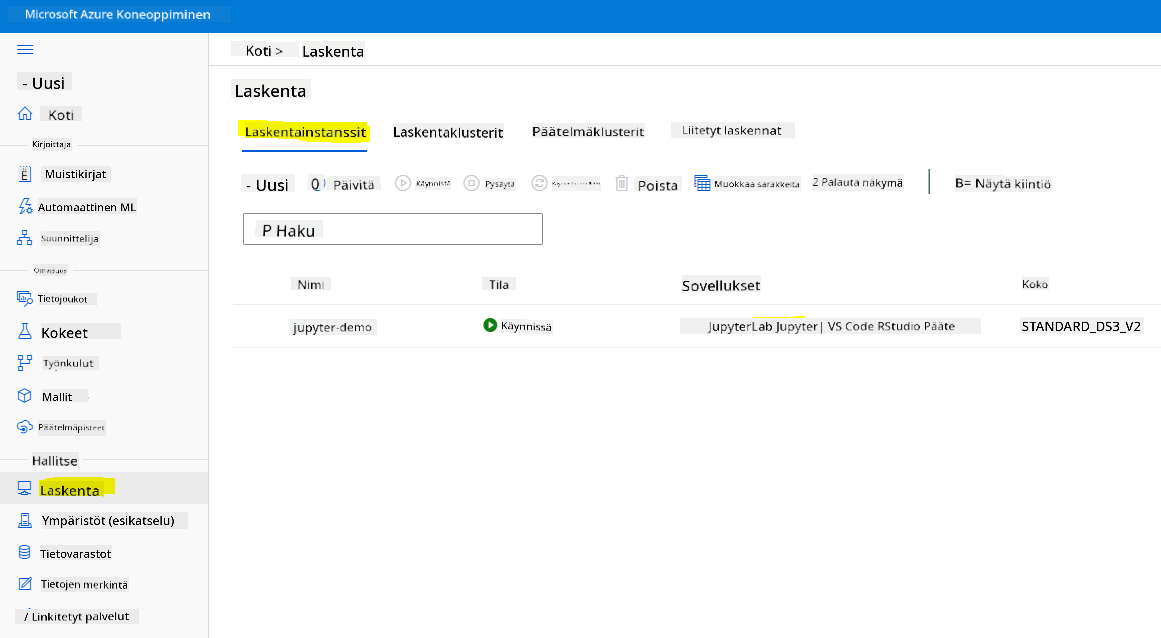 Microsoft Azure Koneoppiminen
- Uusi
Koti
Kirjoittaja
Muistikirjat
Automaattinen ML
Suunnittelija
Tietojoukot
Kokeet
Työnkulut
Mallit
Päätelmäpisteet
Hallitse
Laskenta
Ympäristöt (esikatselu)
Tietovarastot
Tietojen merkintä
/ Linkitetyt palvelut
Koti > Laskenta
Laskenta
Laskentainstanssit Laskentaklusterit Päätelmäklusterit Liitetyt laskennat
- Uusi Päivitä Käynnistä Pysäytä Poista Muokkaa sarakkeita 2 Palauta näkymä B= Näytä kiintiö
P Haku
Nimi Tila Sovellukset Koko
jupyter-demo Käynnissä JupyterLab Jupyter| VS Code RStudio Pääte STANDARD_DS3_V2